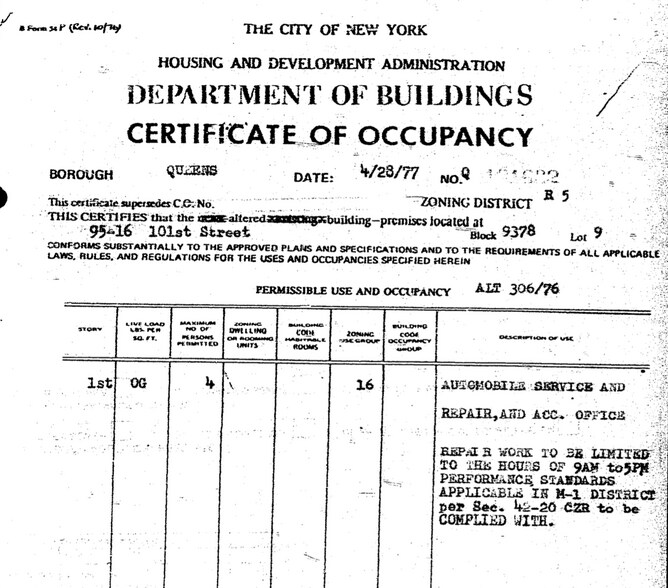 B Form 54 P (Rev. 10/76)
THE CITY OF NEW YORK
HOUSING AND DEVELOPMENT ADMINISTRATION
DEPARTMENT OF BUILDINGS
CERTIFICATE OF OCCUPANCY
BOROUGH QUEENS DATE: 4/28/77 NO. Q
This certificate supersedes C.O. No. ZONING DISTRICT R 5
THIS CERTIFIES that the new-altered-existing-building-premises located at
95-16 101st Street Block 9378 Lot 9
CONFORMS SUBSTANTIALLY TO THE APPROVED PLANS AND SPECIFICATIONS AND TO THE REQUIREMENTS OF ALL APPLICABLE
LAWS, RULES, AND REGULATIONS FOR THE USES AND OCCUPANCIES SPECIFIED HEREIN
PERMISSIBLE USE AND OCCUPANCY ALT 306/76
STORY
LIVE LOAD
LBS. PER
SQ. FT.
MAXIMUM
NO. OF
PERSONS
PERMITTED
ZONING
DWELLING
OR ROOMING
UNITS
BUILDING
CODE
HABITABLE
ROOMS
ZONING
USE GROUP
BUILDING
CODE
OCCUPANCY
GROUP
DESCRIPTION OF USE
1st OG 4 16 AUTOMOBILE SERVICE AND
REPAIR, AND ACC. OFFICE
REPAIR WORK TO BE LIMITED
TO THE HOURS OF 9AM to 5PM
PERFORMANCE STANDARDS
APPLICABLE IN M-1 DISTRICT
per Sec. 42-20 CZR to be
COMPLIED WITH.